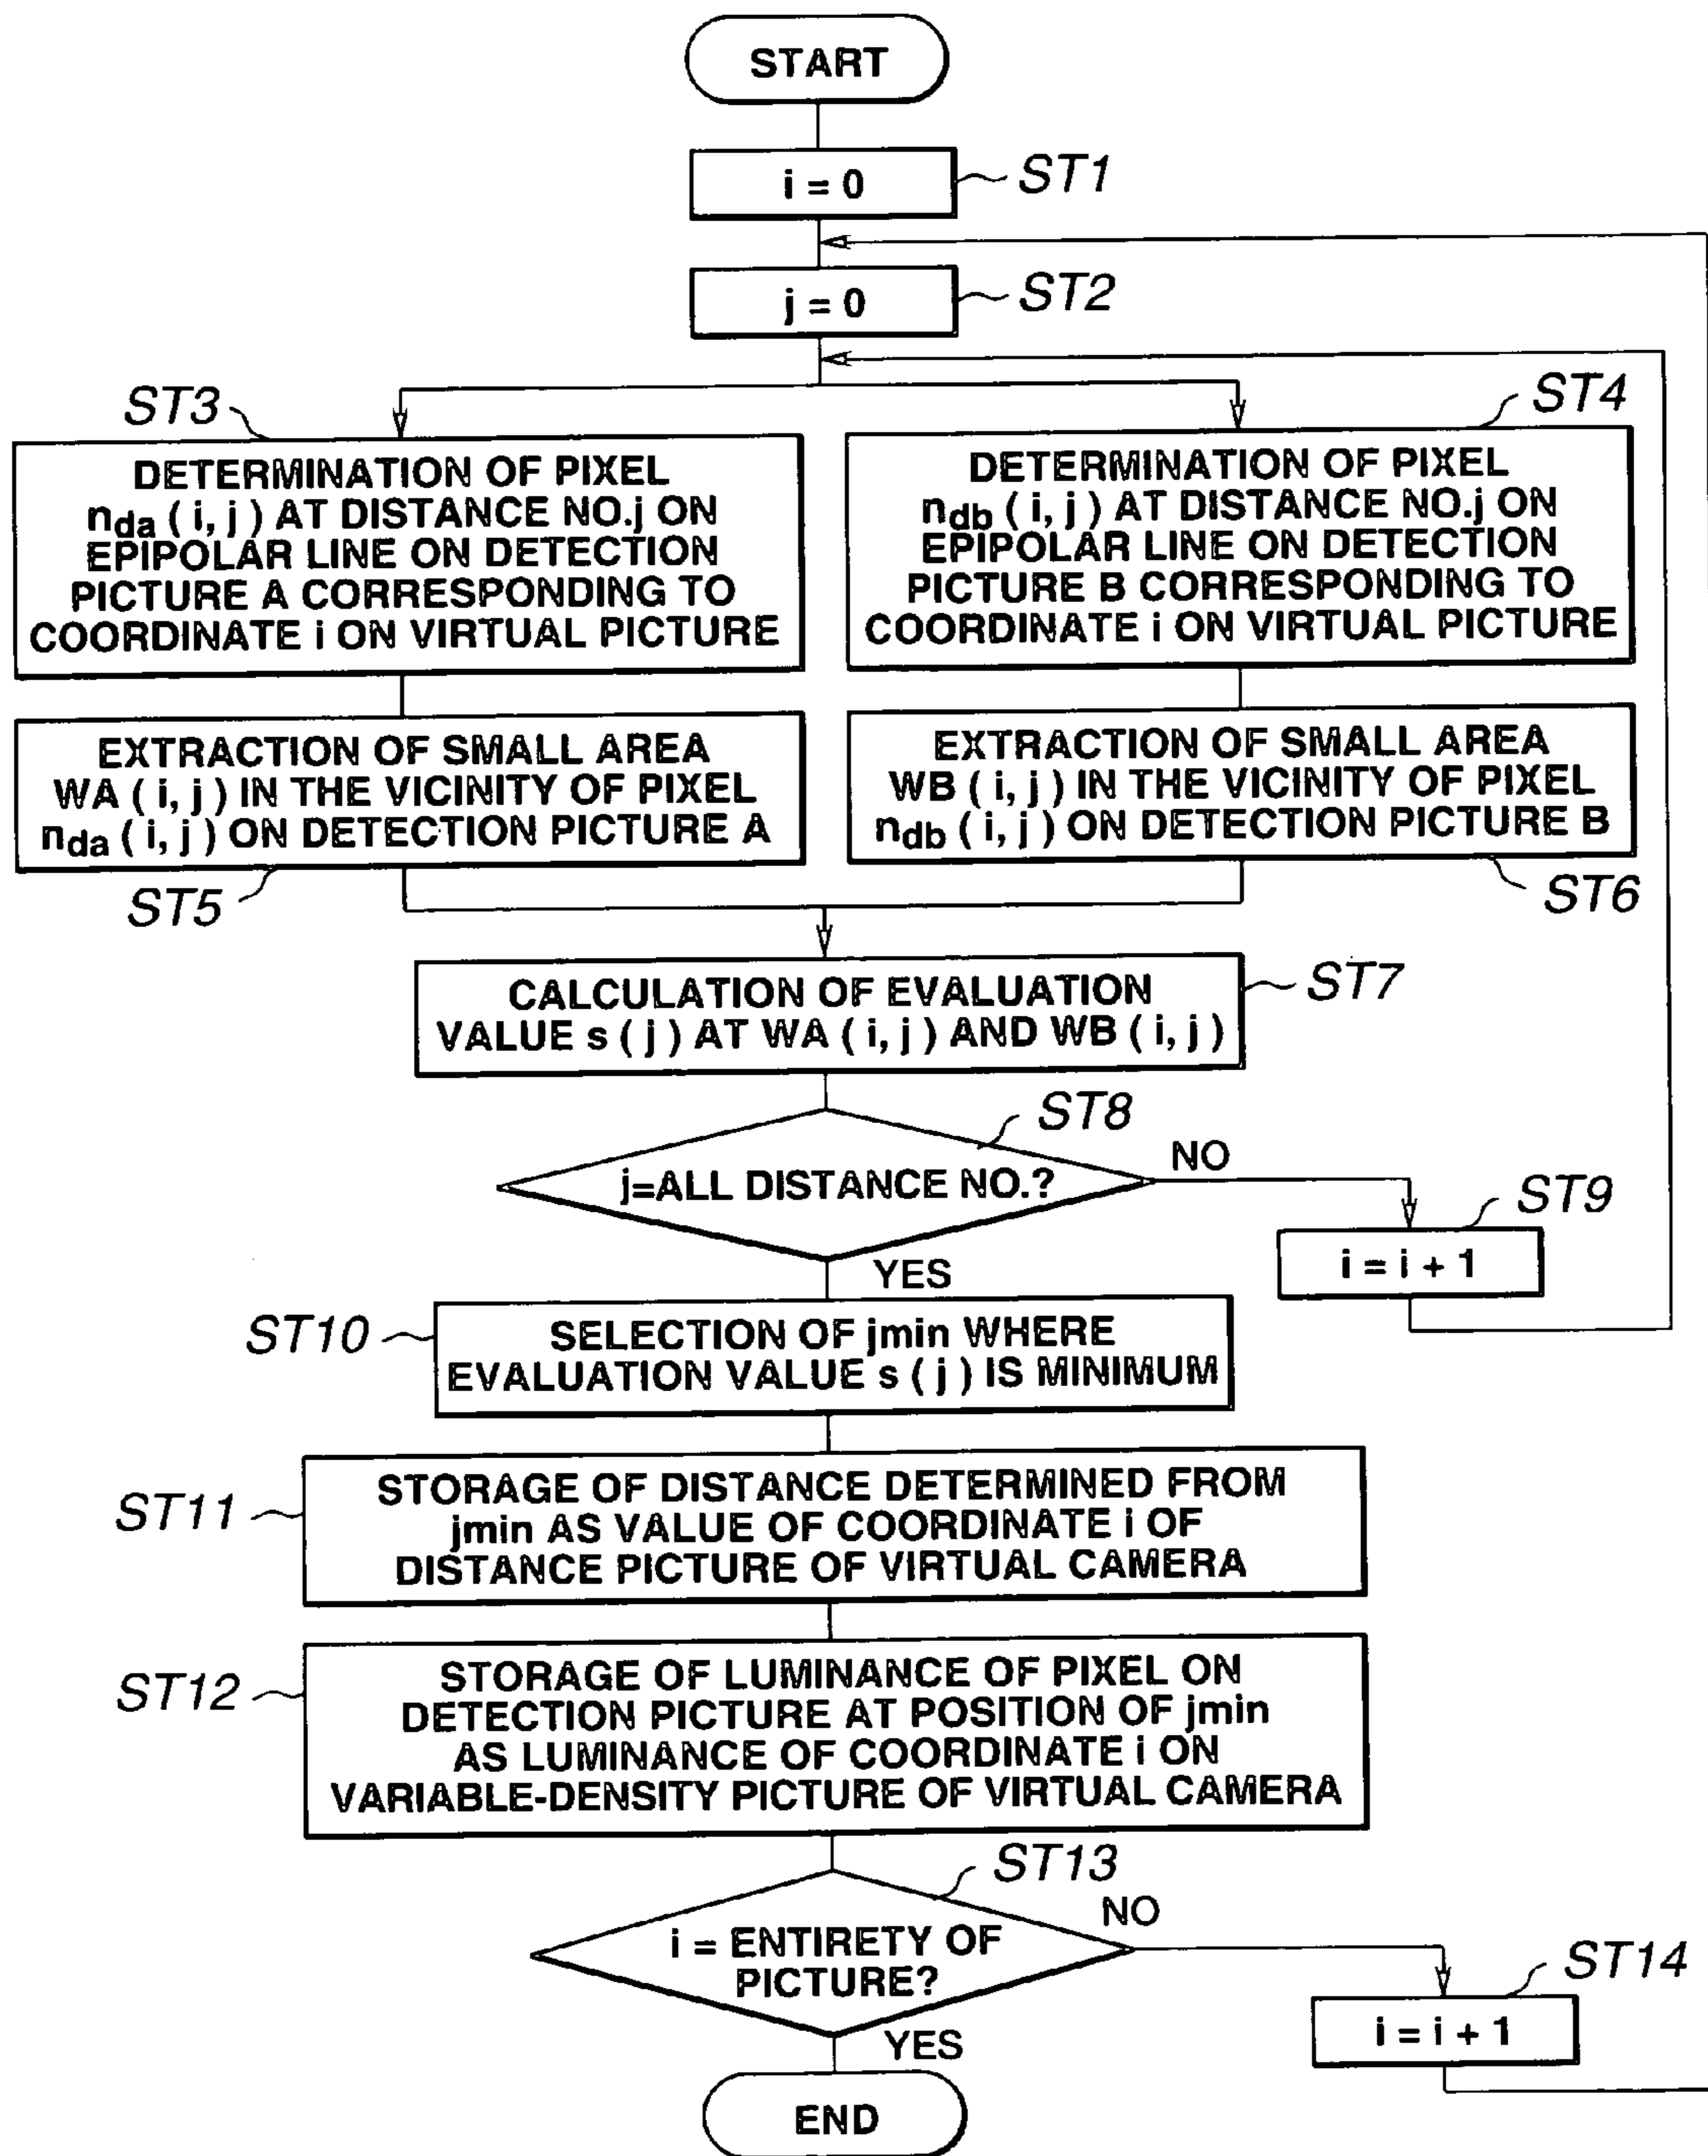 START
i = 0
ST1
j = 0
ST2
ST3
DETERMINATION OF PIXEL
nda ( i, j ) AT DISTANCE NO.j ON
EPIPOLAR LINE ON DETECTION
PICTURE A CORRESPONDING TO
COORDINATE i ON VIRTUAL PICTURE
ST4
DETERMINATION OF PIXEL
ndb ( i, j ) AT DISTANCE NO.j ON
EPIPOLAR LINE ON DETECTION
PICTURE B CORRESPONDING TO
COORDINATE i ON VIRTUAL PICTURE
EXTRACTION OF SMALL AREA
WA ( i, j ) IN THE VICINITY OF PIXEL
nda ( i, j ) ON DETECTION PICTURE A
ST5
EXTRACTION OF SMALL AREA
WB ( i, j ) IN THE VICINITY OF PIXEL
ndb ( i, j ) ON DETECTION PICTURE B
ST6
CALCULATION OF EVALUATION
VALUE s ( j ) AT WA ( i, j ) AND WB ( i, j )
ST7
ST8
j=ALL DISTANCE NO.?
NO
YES
ST9
i = i + 1
ST10
SELECTION OF jmin WHERE
EVALUATION VALUE s ( j ) IS MINIMUM
ST11
STORAGE OF DISTANCE DETERMINED FROM
jmin AS VALUE OF COORDINATE i OF
DISTANCE PICTURE OF VIRTUAL CAMERA
ST12
STORAGE OF LUMINANCE OF PIXEL ON
DETECTION PICTURE AT POSITION OF jmin
AS LUMINANCE OF COORDINATE i ON
VARIABLE-DENSITY PICTURE OF VIRTUAL CAMERA
ST13
i = ENTIRETY OF
PICTURE?
NO
YES
ST14
i = i + 1
END